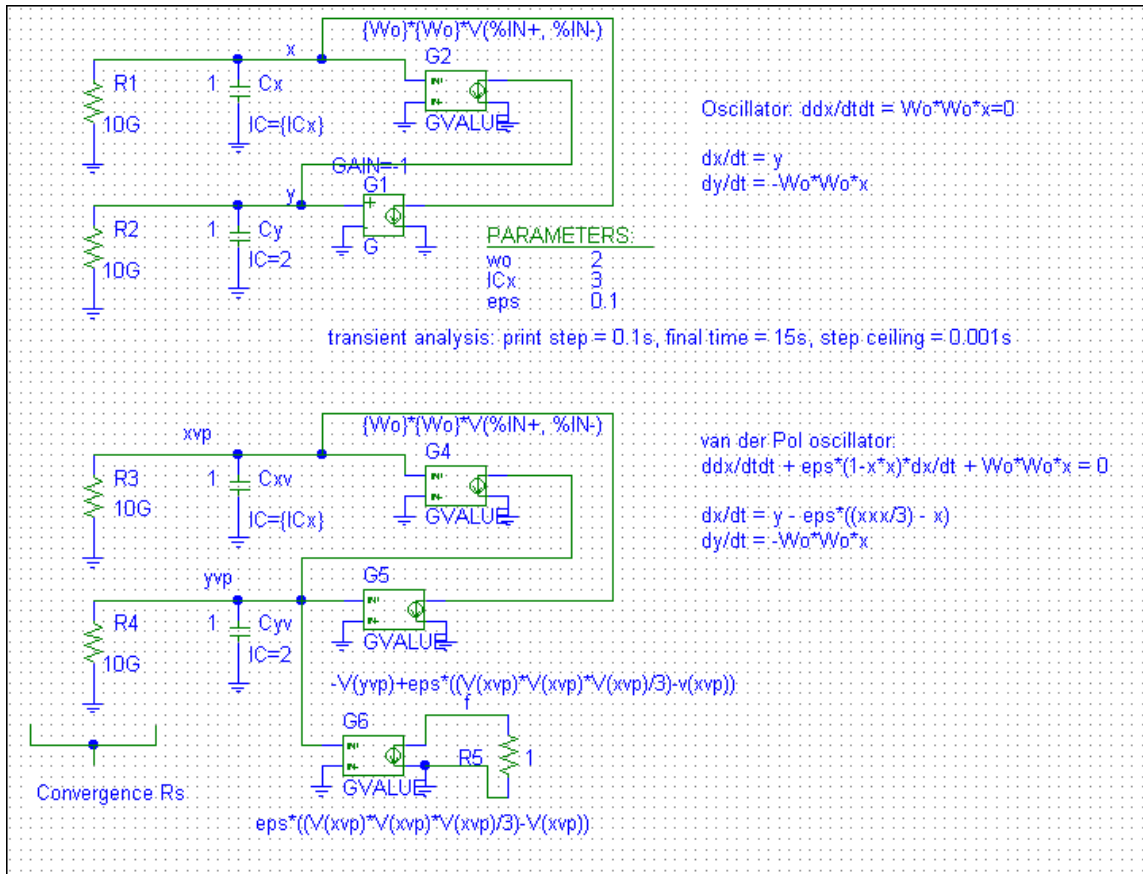 {Wo}*{Wo}*V(%IN+, %IN-)
x
G2
R1
1
Cx
IN+
IN-
10G
IC={ICx}
GVALUE
Oscillator: ddx/dtdt = Wo*Wo*x=0
dx/dt = y
dy/dt = -Wo*Wo*x
GAIN=-1
G1
y
R2
1
Cy
10G
IC=2
G
PARAMETERS:
wo 2
ICx 3
eps 0.1
transient analysis: print step = 0.1s, final time = 15s, step ceiling = 0.001s
{Wo}*{Wo}*V(%IN+, %IN-)
xvp
G4
R3
1
Cxv
IN+
IN-
10G
IC={ICx}
GVALUE
van der Pol oscillator:
ddx/dtdt + eps*(1-x*x)*dx/dt + Wo*Wo*x = 0
dx/dt = y - eps*((xxx/3) - x)
dy/dt = -Wo*Wo*x
yvp
G5
R4
1
Cyv
IN+
IN-
10G
IC=2
GVALUE
-V(yvp)+eps*((V(xvp)*V(xvp)*V(xvp)/3)-v(xvp))
f
G6
IN+
IN-
R5
1
GVALUE
Convergence Rs
eps*((V(xvp)*V(xvp)*V(xvp)/3)-V(xvp))